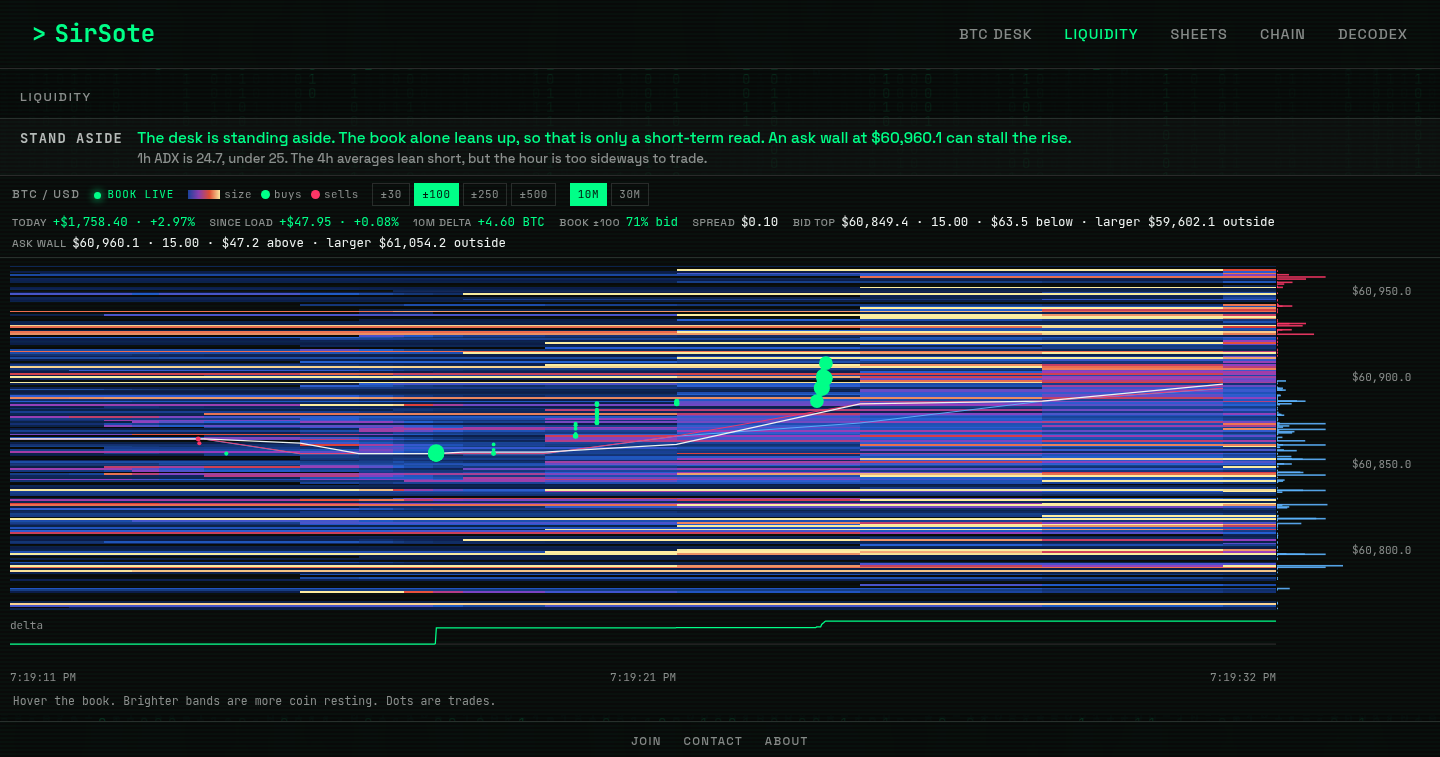 > SirSote
BTC DESK LIQUIDITY SHEETS CHAIN DECODEX
LIQUIDITY
STAND ASIDE The desk is standing aside. The book alone leans up, so that is only a short-term read. An ask wall at $60,960.1 can stall the rise.
1h ADX is 24.7, under 25. The 4h averages lean short, but the hour is too sideways to trade.
BTC / USD BOOK LIVE size buys sells ±30 ±100 ±250 ±500 10M 30M
TODAY +$1,758.40 · +2.97% SINCE LOAD +$47.95 · +0.08% 10M DELTA +4.60 BTC BOOK ±100 71% bid SPREAD $0.10 BID TOP $60,849.4 · 15.00 · $63.5 below · larger $59,602.1 outside
ASK WALL $60,960.1 · 15.00 · $47.2 above · larger $61,054.2 outside
$60,950.0
$60,900.0
$60,850.0
$60,800.0
delta
7:19:11 PM 7:19:21 PM 7:19:32 PM
Hover the book. Brighter bands are more coin resting. Dots are trades.
JOIN CONTACT ABOUT